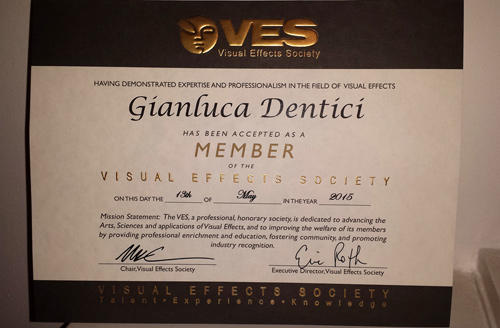 VES
Visual Effects Society
HAVING DEMONSTRATED EXPERTISE AND PROFESSIONALISM IN THE FIELD OF VISUAL EFFECTS
Gianluca Dentici
HAS BEEN ACCEPTED AS A
MEMBER
OF THE
VISUAL EFFECTS SOCIETY
ON THIS DAY THE 13th OF May IN THE YEAR 2015
Mission Statement: The VES, a professional, honorary society, is dedicated to advancing the
Arts, Sciences and applications of Visual Effects, and to improving the welfare of its members
by providing professional enrichment and education, fostering community, and promoting
industry recognition.
Eric Roth
Chair, Visual Effects Society
Executive Director, Visual Effects Society
VISUAL EFFECTS SOCIETY
Talent • Experience • Knowledge